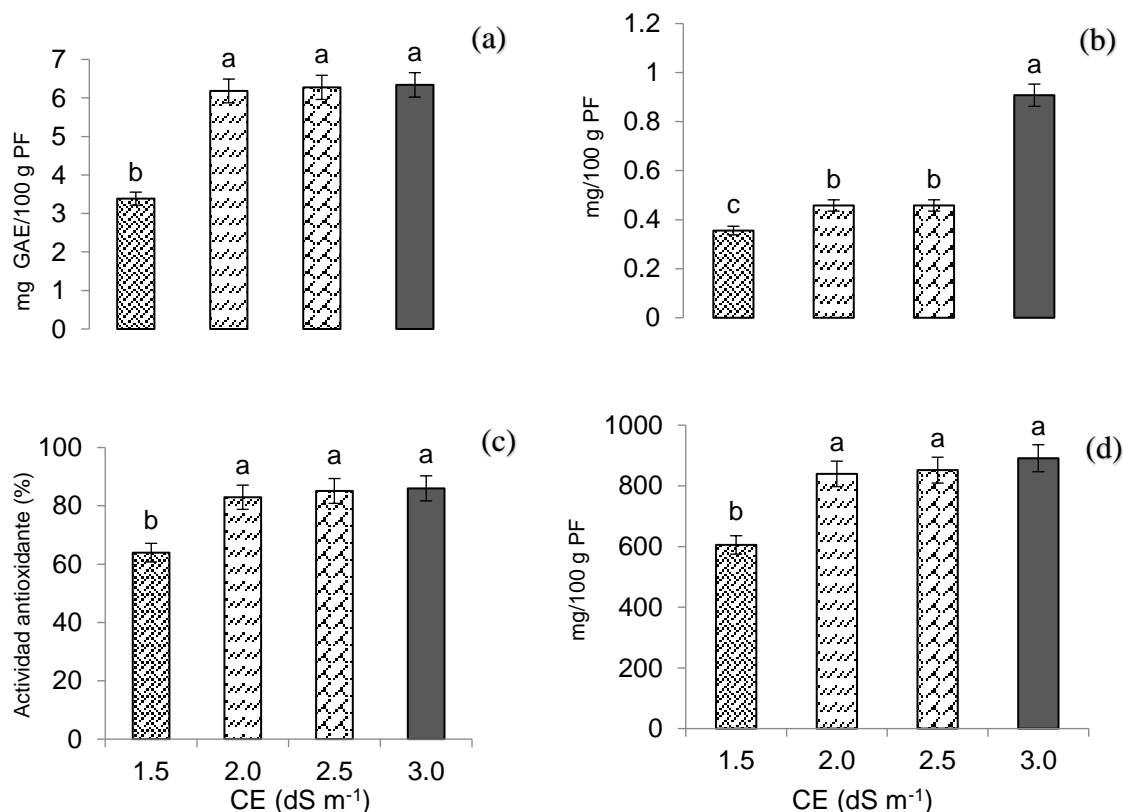 (a)
mg GAE/100 g PF
7
6
5
4
3
2
1
0
b
a
a
a
(b)
mg/100 g PF
1.2
1
0.8
0.6
0.4
0.2
0
c
b
b
a
(c)
Actividad antioxidante (%)
100
80
60
40
20
0
b
a
a
a
1.5 2.0 2.5 3.0
CE (dS m⁻¹)
(d)
mg/100 g PF
1000
800
600
400
200
0
b
a
a
a
1.5 2.0 2.5 3.0
CE (dS m⁻¹)